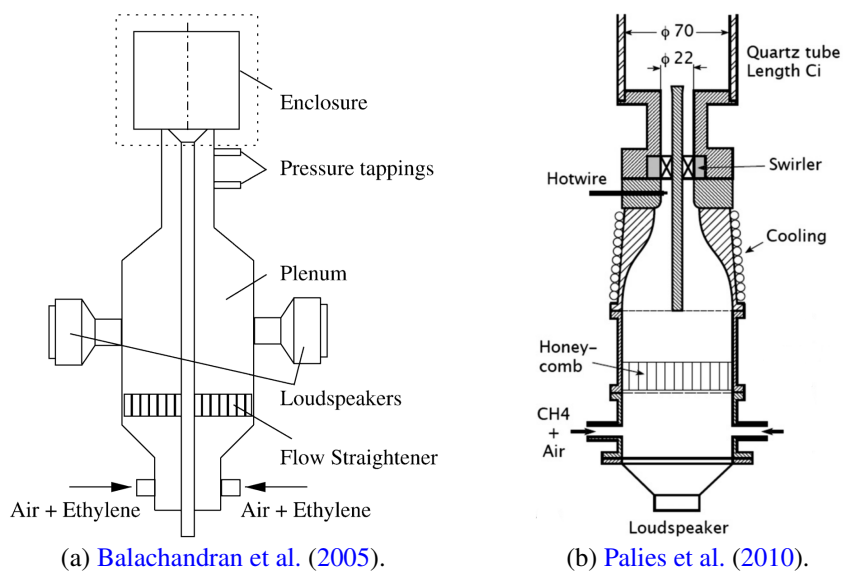 Enclosure
Pressure tappings
Plenum
Loudspeakers
Flow Straightener
Air + Ethylene
Air + Ethylene
(a) Balachandran et al. (2005).
ϕ 70
ϕ 22
Quartz tube
Length Ci
Swirler
Hotwire
Cooling
Honey-
comb
CH4
+
Air
Loudspeaker
(b) Palies et al. (2010).